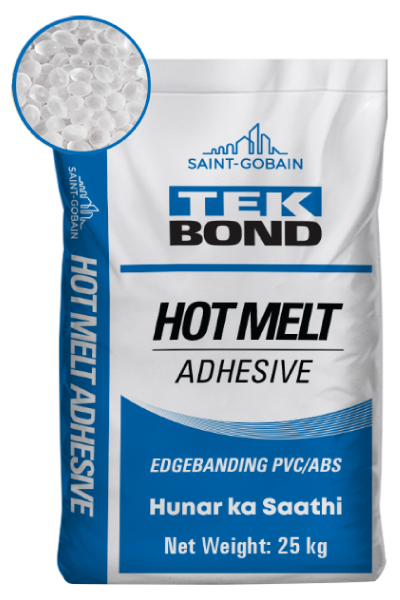 SAINT-GOBAIN
TEK
BOND
HOT MELT
ADHESIVE
EDGEBANDING PVC/ABS
Hunar ka Saathi
Net Weight: 25 kg
SAINT-GOBAIN
HOT MELT ADHESIVE